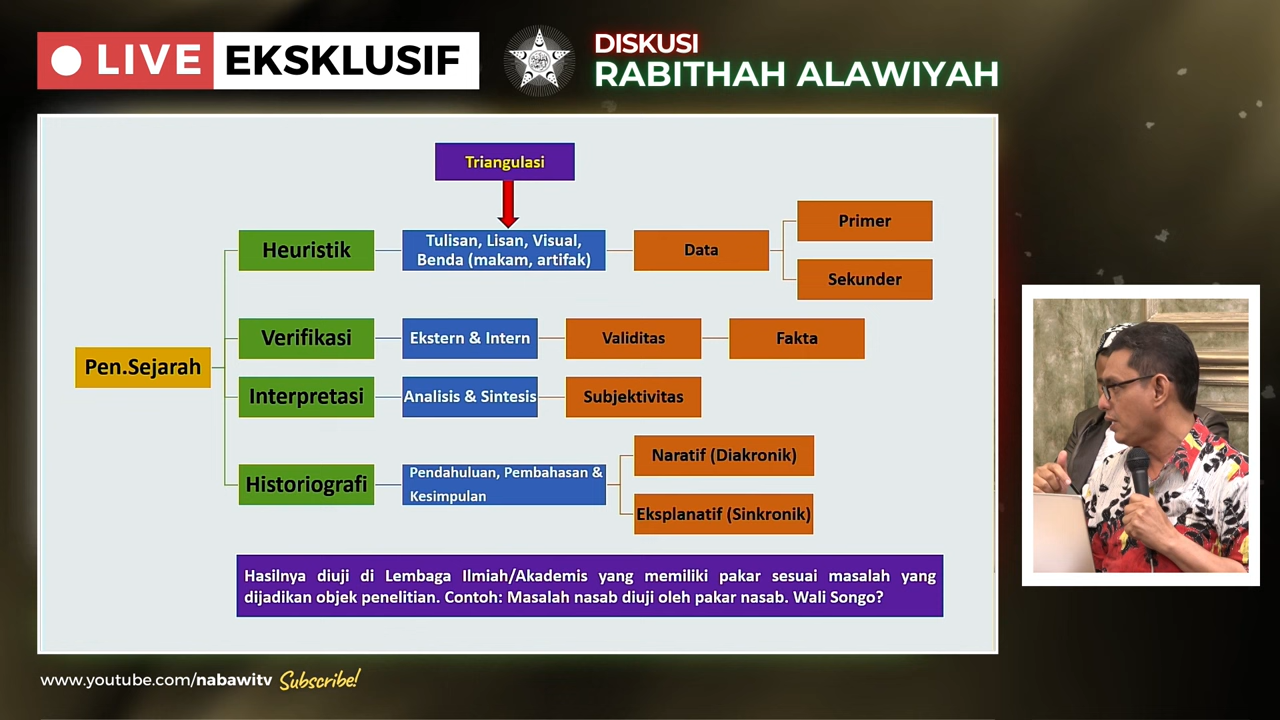 LIVE EKSKLUSIF
DISKUSI
RABITHAH ALAWIYAH
Triangulasi
Pen.Sejarah
Heuristik
Tulisan, Lisan, Visual,
Benda (makam, artifak)
Data
Primer
Sekunder
Verifikasi
Ekstern & Intern
Validitas
Fakta
Interpretasi
Analisis & Sintesis
Subjektivitas
Historiografi
Pendahuluan, Pembahasan &
Kesimpulan
Naratif (Diakronik)
Eksplanatif (Sinkronik)
Hasilnya diuji di Lembaga Ilmiah/Akademis yang memiliki pakar sesuai masalah yang
dijadikan objek penelitian. Contoh: Masalah nasab diuji oleh pakar nasab. Wali Songo?
www.youtube.com/nabawitv Subscribe!